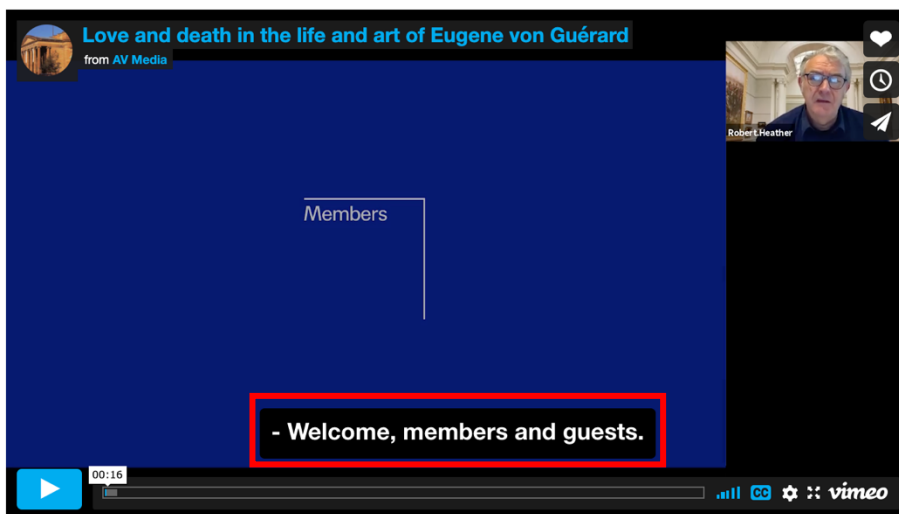 Love and death in the life and art of Eugene von Guérard
from AV Media
Robert.Heather
Members
- Welcome, members and guests.
00:16
CC
vimeo